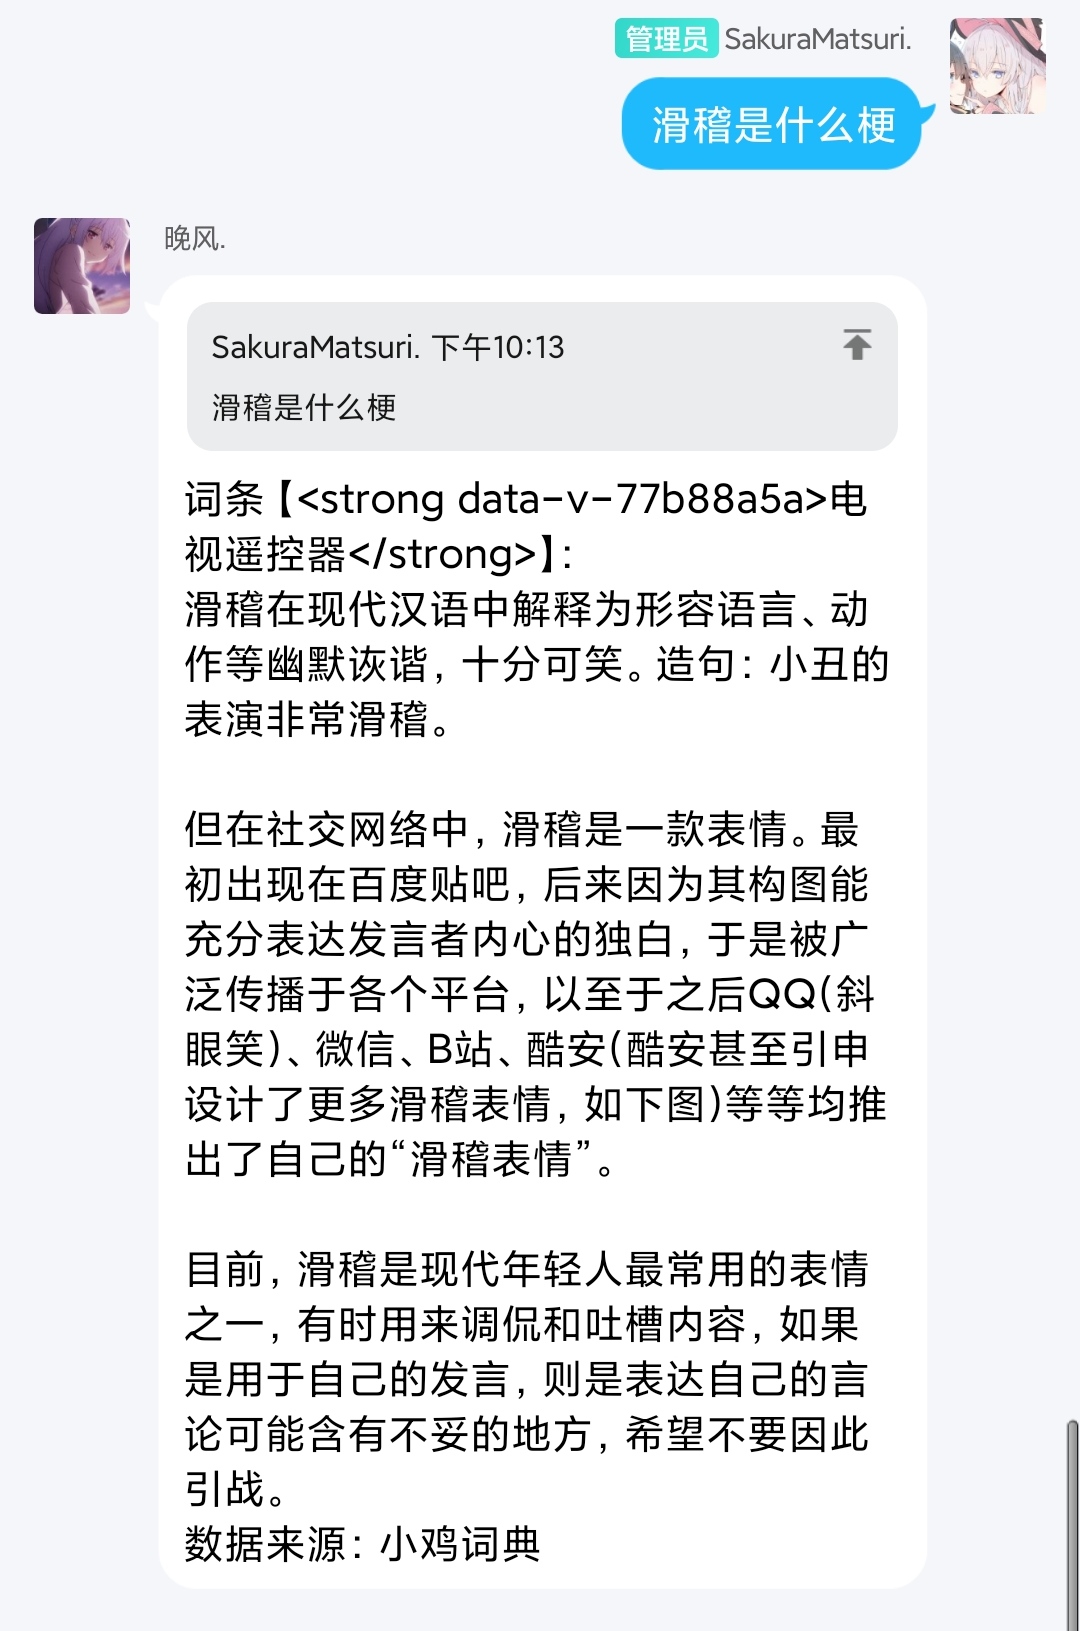 管理员 SakuraMatsuri.
滑稽是什么梗
晚风.
SakuraMatsuri. 下午10:13
滑稽是什么梗
词条【<strong data-v-77b88a5a>电
视遥控器</strong>】:
滑稽在现代汉语中解释为形容语言、动
作等幽默诙谐，十分可笑。造句：小丑的
表演非常滑稽。
但在社交网络中，滑稽是一款表情。最
初出现在百度贴吧，后来因为其构图能
充分表达发言者内心的独白，于是被广
泛传播于各个平台，以至于之后QQ(斜
眼笑)、微信、B站、酷安(酷安甚至引申
设计了更多滑稽表情，如下图)等等均推
出了自己的“滑稽表情”。
目前，滑稽是现代年轻人最常用的表情
之一，有时用来调侃和吐槽内容，如果
是用于自己的发言，则是表达自己的言
论可能含有不妥的地方，希望不要因此
引战。
数据来源：小鸡词典